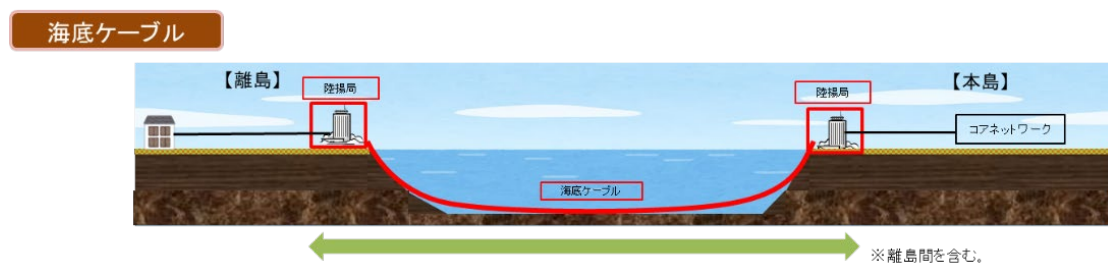 海底ケーブル
【離島】
陸揚局
陸揚局
【本島】
コアネットワーク
海底ケーブル
※離島間を含む。